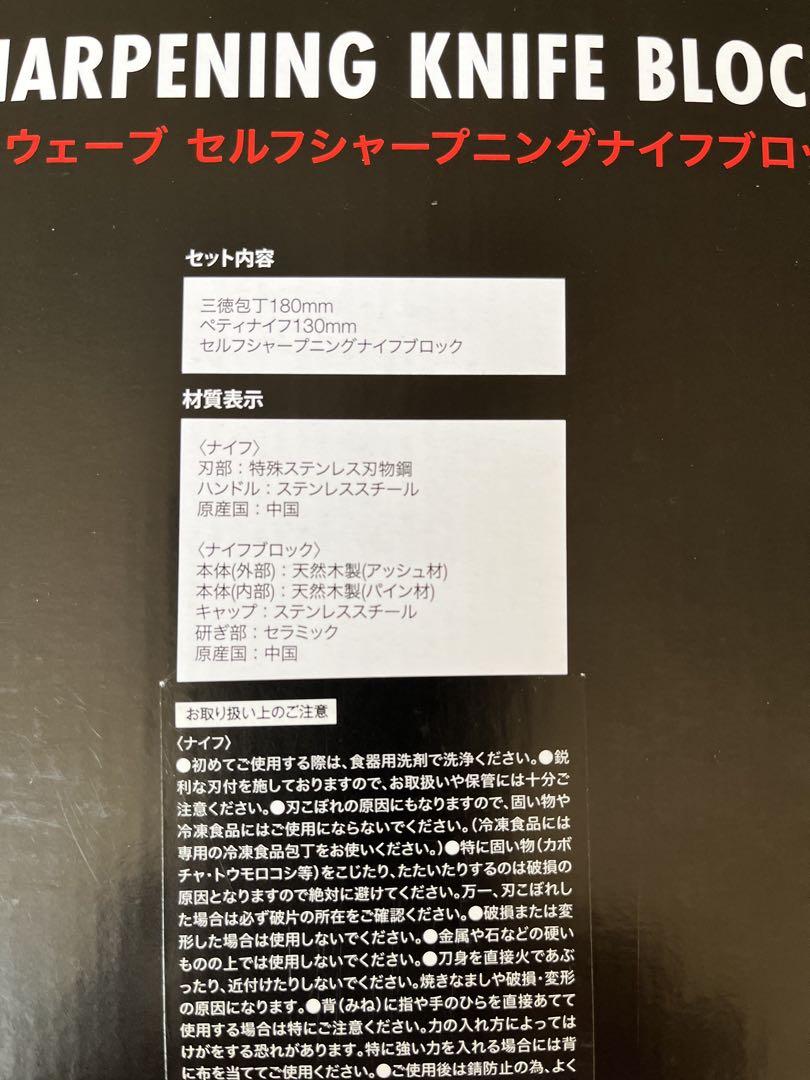 HARPENING KNIFE BLOC
ウェーブ セルフシャープニングナイフブロッ
セット内容
三徳包丁180mm
ペティナイフ130mm
セルフシャープニングナイフブロック
材質表示
〈ナイフ〉
刃部：特殊ステンレス刃物鋼
ハンドル：ステンレススチール
原産国：中国
〈ナイフブロック〉
本体(外部)：天然木製(アッシュ材)
本体(内部)：天然木製(パイン材)
キャップ：ステンレススチール
研ぎ部：セラミック
原産国：中国
お取り扱い上のご注意
〈ナイフ〉
●初めてご使用する際は、食器用洗剤で洗浄ください。●鋭
利な刃付を施しておりますので、お取扱いや保管には十分ご
注意ください。●刃こぼれの原因にもなりますので、固い物や
冷凍食品にはご使用にならないでください。（冷凍食品には
専用の冷凍食品包丁をお使いください。）●特に固い物（カボ
チャ・トウモロコシ等）をこじたり、たたいたりするのは破損の
原因となりますので絶対に避けてください。万一、刃こぼれし
た場合は必ず破片の所在をご確認ください。●破損または変
形した場合は使用しないでください。●金属や石などの硬い
ものの上では使用しないでください。●刀身を直接火であぶ
ったり、近付けたりしないでください。焼きなましや破損・変形
の原因になります。●背（みね）に指や手のひらを直接あてて
使用する場合は特にご注意ください。力の入れ方によっては
けがをする恐れがあります。特に強い力を入れる場合には背
に布を当ててご使用ください。●ご使用後は錆防止の為、よく